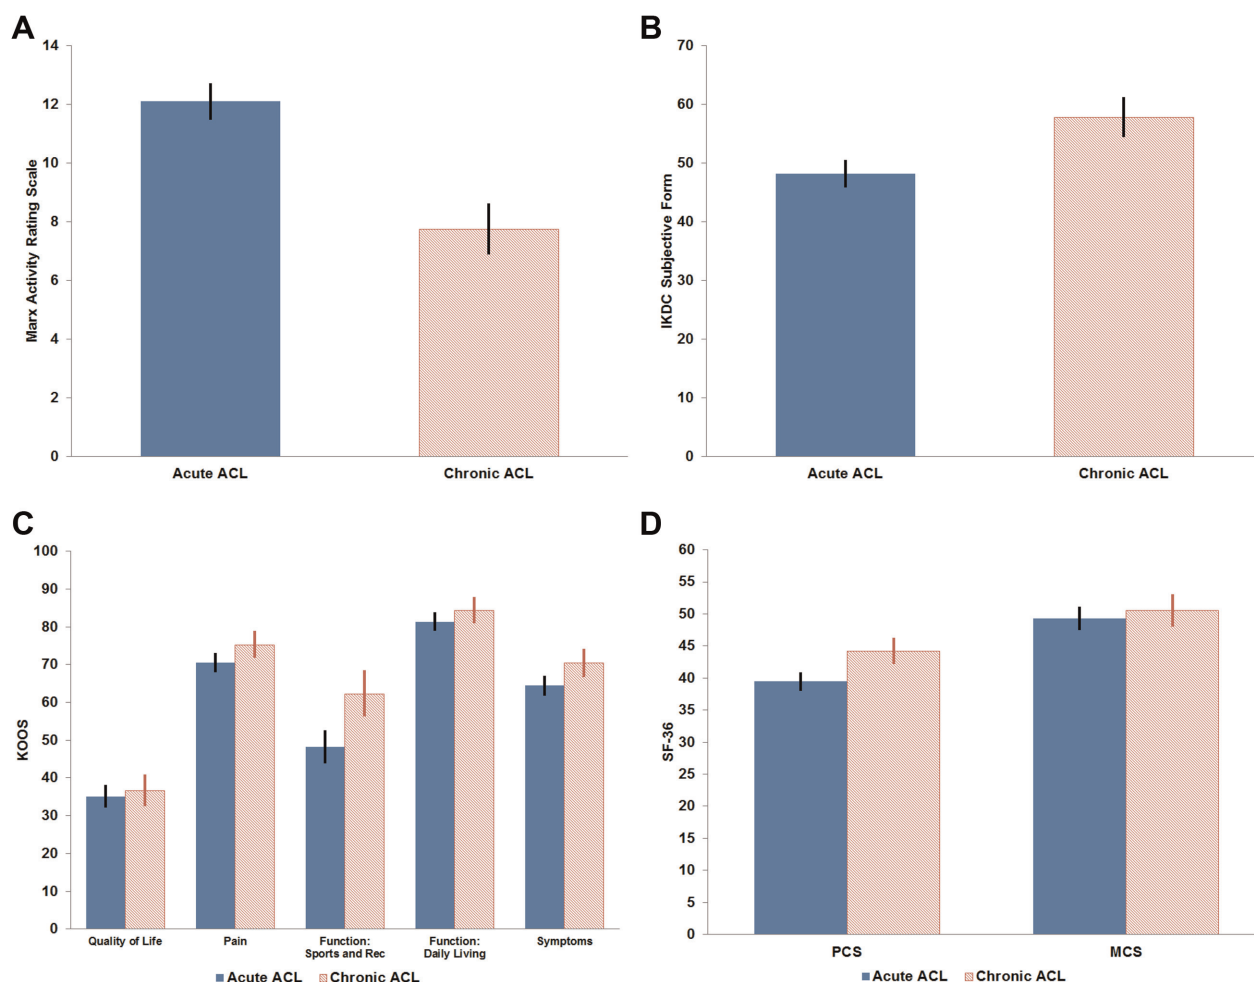 A
Marx Activity Rating Scale
14
12
10
8
6
4
2
0
Acute ACL Chronic ACL
B
IKDC Subjective Form
70
60
50
40
30
20
10
0
Acute ACL Chronic ACL
C
KOOS
100
90
80
70
60
50
40
30
20
10
0
Quality of Life Pain Function: Function: Symptoms
Sports and Rec Daily Living
Acute ACL Chronic ACL
D
SF-36
60
55
50
45
40
35
30
25
20
15
10
5
0
PCS MCS
Acute ACL Chronic ACL